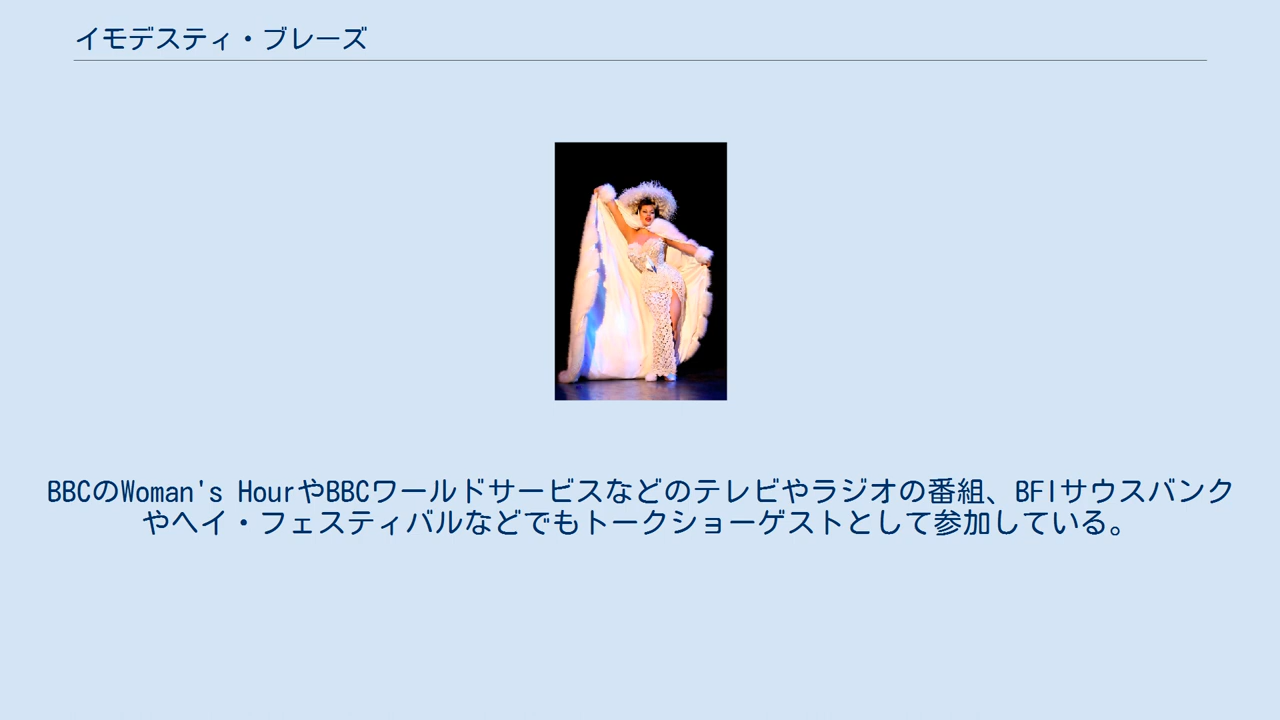 イモデスティ・ブレーズ
BBCのWoman's HourやBBCワールドサービスなどのテレビやラジオの番組、BFIサウスバンク
やヘイ・フェスティバルなどでもトークショーゲストとして参加している。